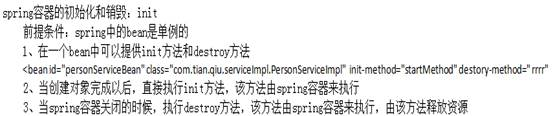 spring容器的初始化和销毁：init
前提条件：spring中的bean是单例的
1、在一个bean中可以提供init方法和destroy方法
<bean id="personServiceBean" class="com.tian.qiu.serviceImpl.PersonServiceImpl" init-method="startMethod" destory-method="rrrr"
2、当创建对象完成以后，直接执行init方法，该方法由spring容器来执行
3、当spring容器关闭的时候，执行destroy方法，该方法由spring容器来执行，由该方法释放资源